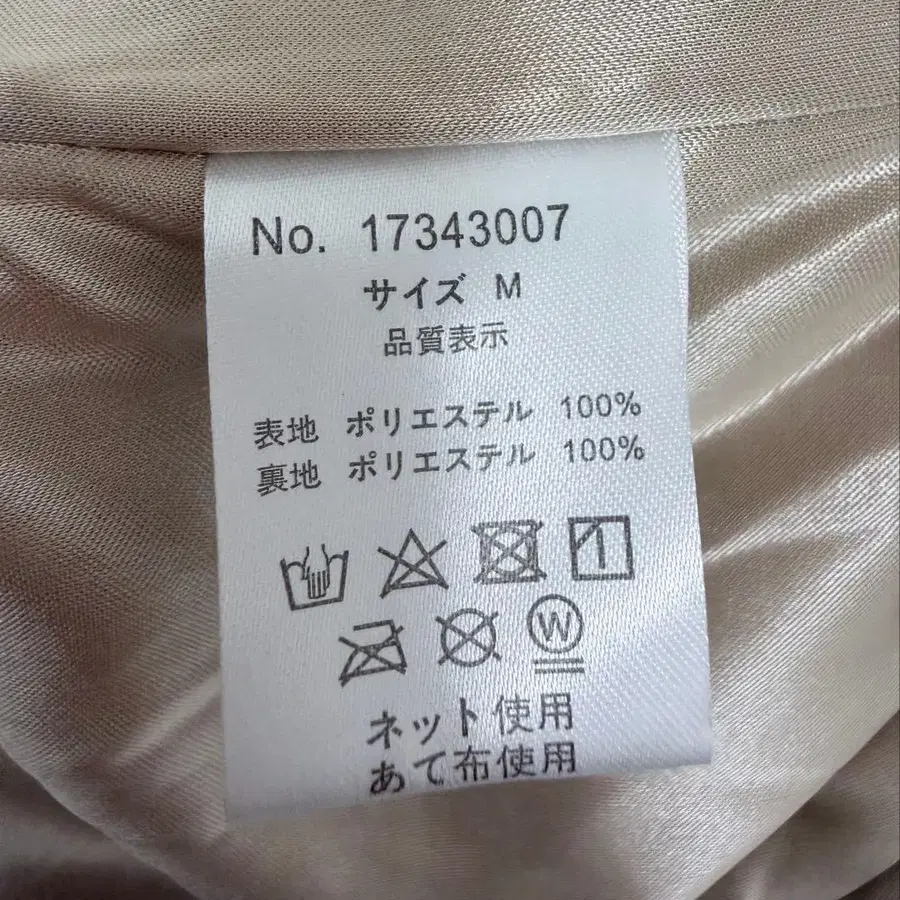 No. 17343007
サイズ M
品質表示
表地 ポリエステル 100%
裏地 ポリエステル 100%
W
ネット使用
あて布使用